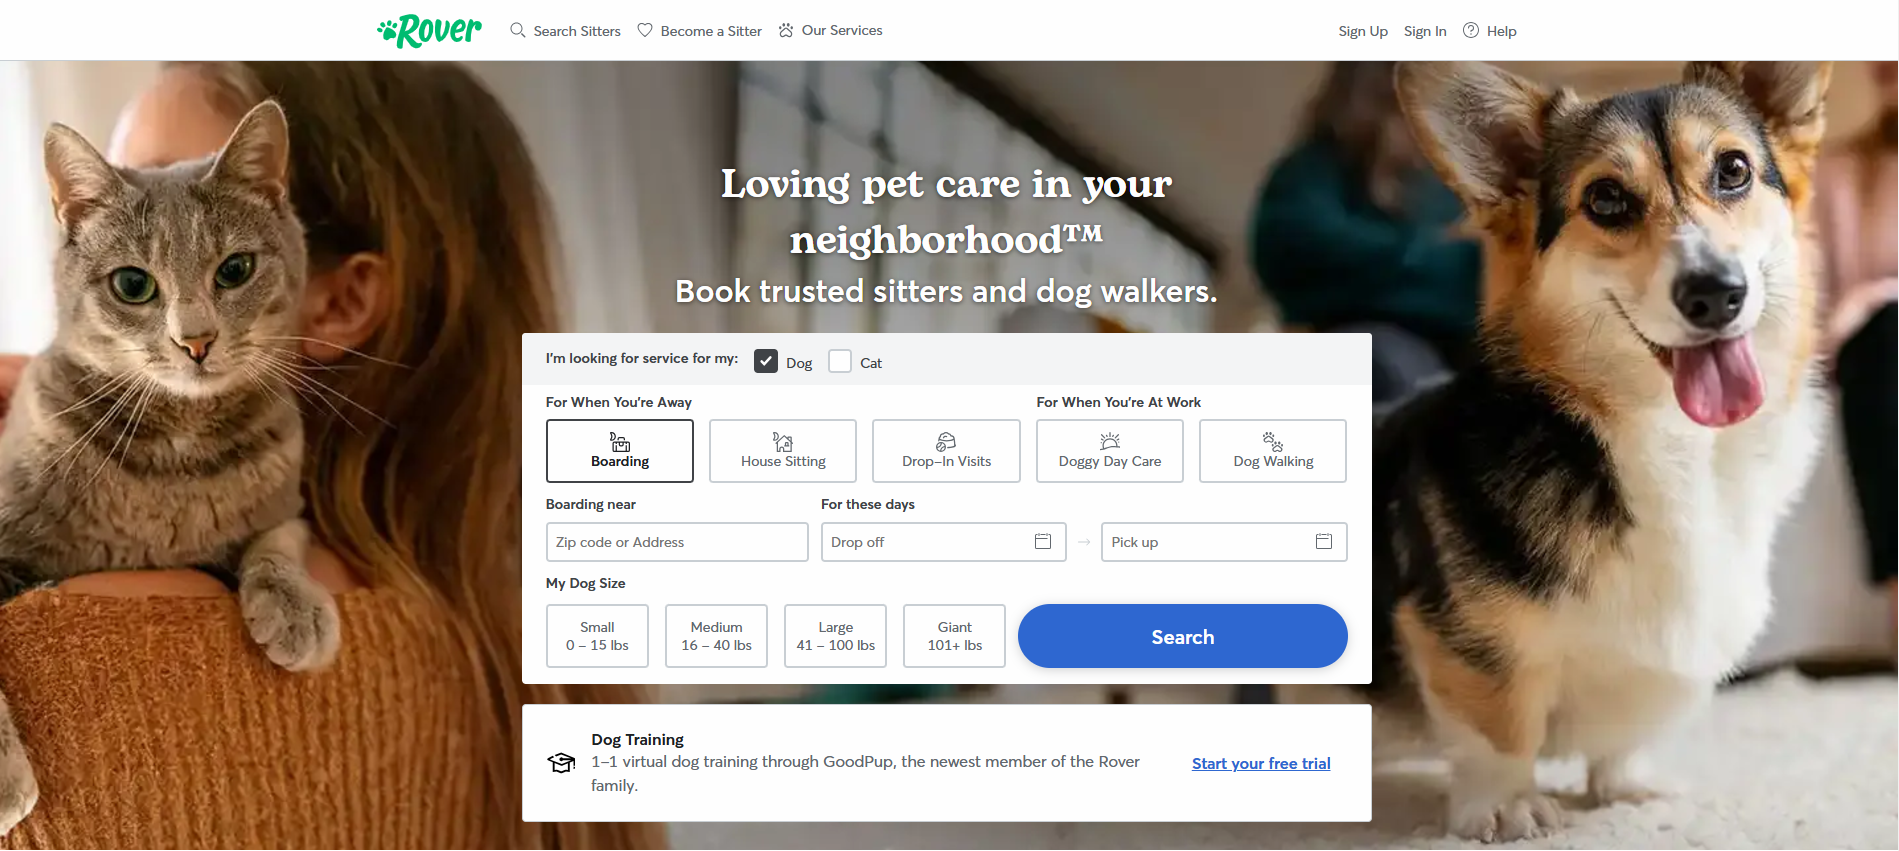 Rover
Search Sitters
Become a Sitter
Our Services
Sign Up
Sign In
Help
Loving pet care in your
neighborhood™
Book trusted sitters and dog walkers.
I'm looking for service for my:
Dog
Cat
For When You're Away
For When You're At Work
Boarding
House Sitting
Drop-In Visits
Doggy Day Care
Dog Walking
Boarding near
For these days
Zip code or Address
Drop off
Pick up
My Dog Size
Small
0 – 15 lbs
Medium
16 – 40 lbs
Large
41 – 100 lbs
Giant
101+ lbs
Search
Dog Training
1–1 virtual dog training through GoodPup, the newest member of the Rover
family.
Start your free trial